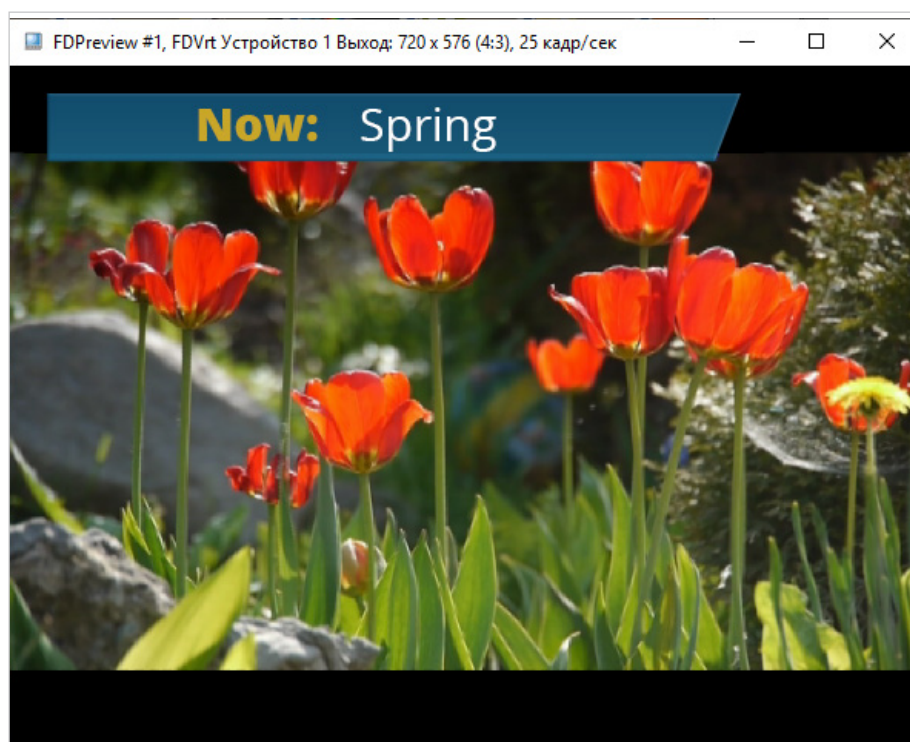 FDPreview #1, FDVrt Устройство 1 Выход: 720 x 576 (4:3), 25 кадр/сек
Now: Spring